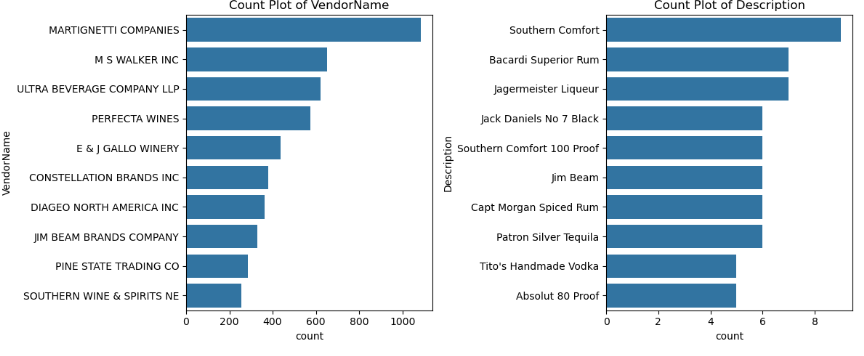 Count Plot of VendorName
VendorName
MARTIGNETTI COMPANIES
M S WALKER INC
ULTRA BEVERAGE COMPANY LLP
PERFECTA WINES
E & J GALLO WINERY
CONSTELLATION BRANDS INC
DIAGEO NORTH AMERICA INC
JIM BEAM BRANDS COMPANY
PINE STATE TRADING CO
SOUTHERN WINE & SPIRITS NE
0 200 400 600 800 1000
count
Count Plot of Description
Description
Southern Comfort
Bacardi Superior Rum
Jagermeister Liqueur
Jack Daniels No 7 Black
Southern Comfort 100 Proof
Jim Beam
Capt Morgan Spiced Rum
Patron Silver Tequila
Tito's Handmade Vodka
Absolut 80 Proof
0 2 4 6 8
count